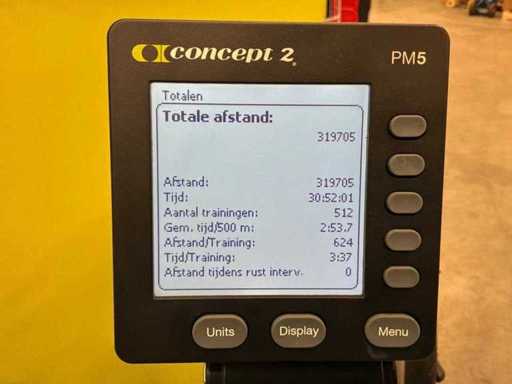 concept 2
PM5
Totalen
Totale afstand:
319705
Afstand: 319705
Tijd: 30:52:01
Aantal trainingen: 512
Gem. tijd/500 m: 2:53.7
Afstand/Training: 624
Tijd/Training: 3:37
Afstand tijdens rust interv. 0
Units Display Menu